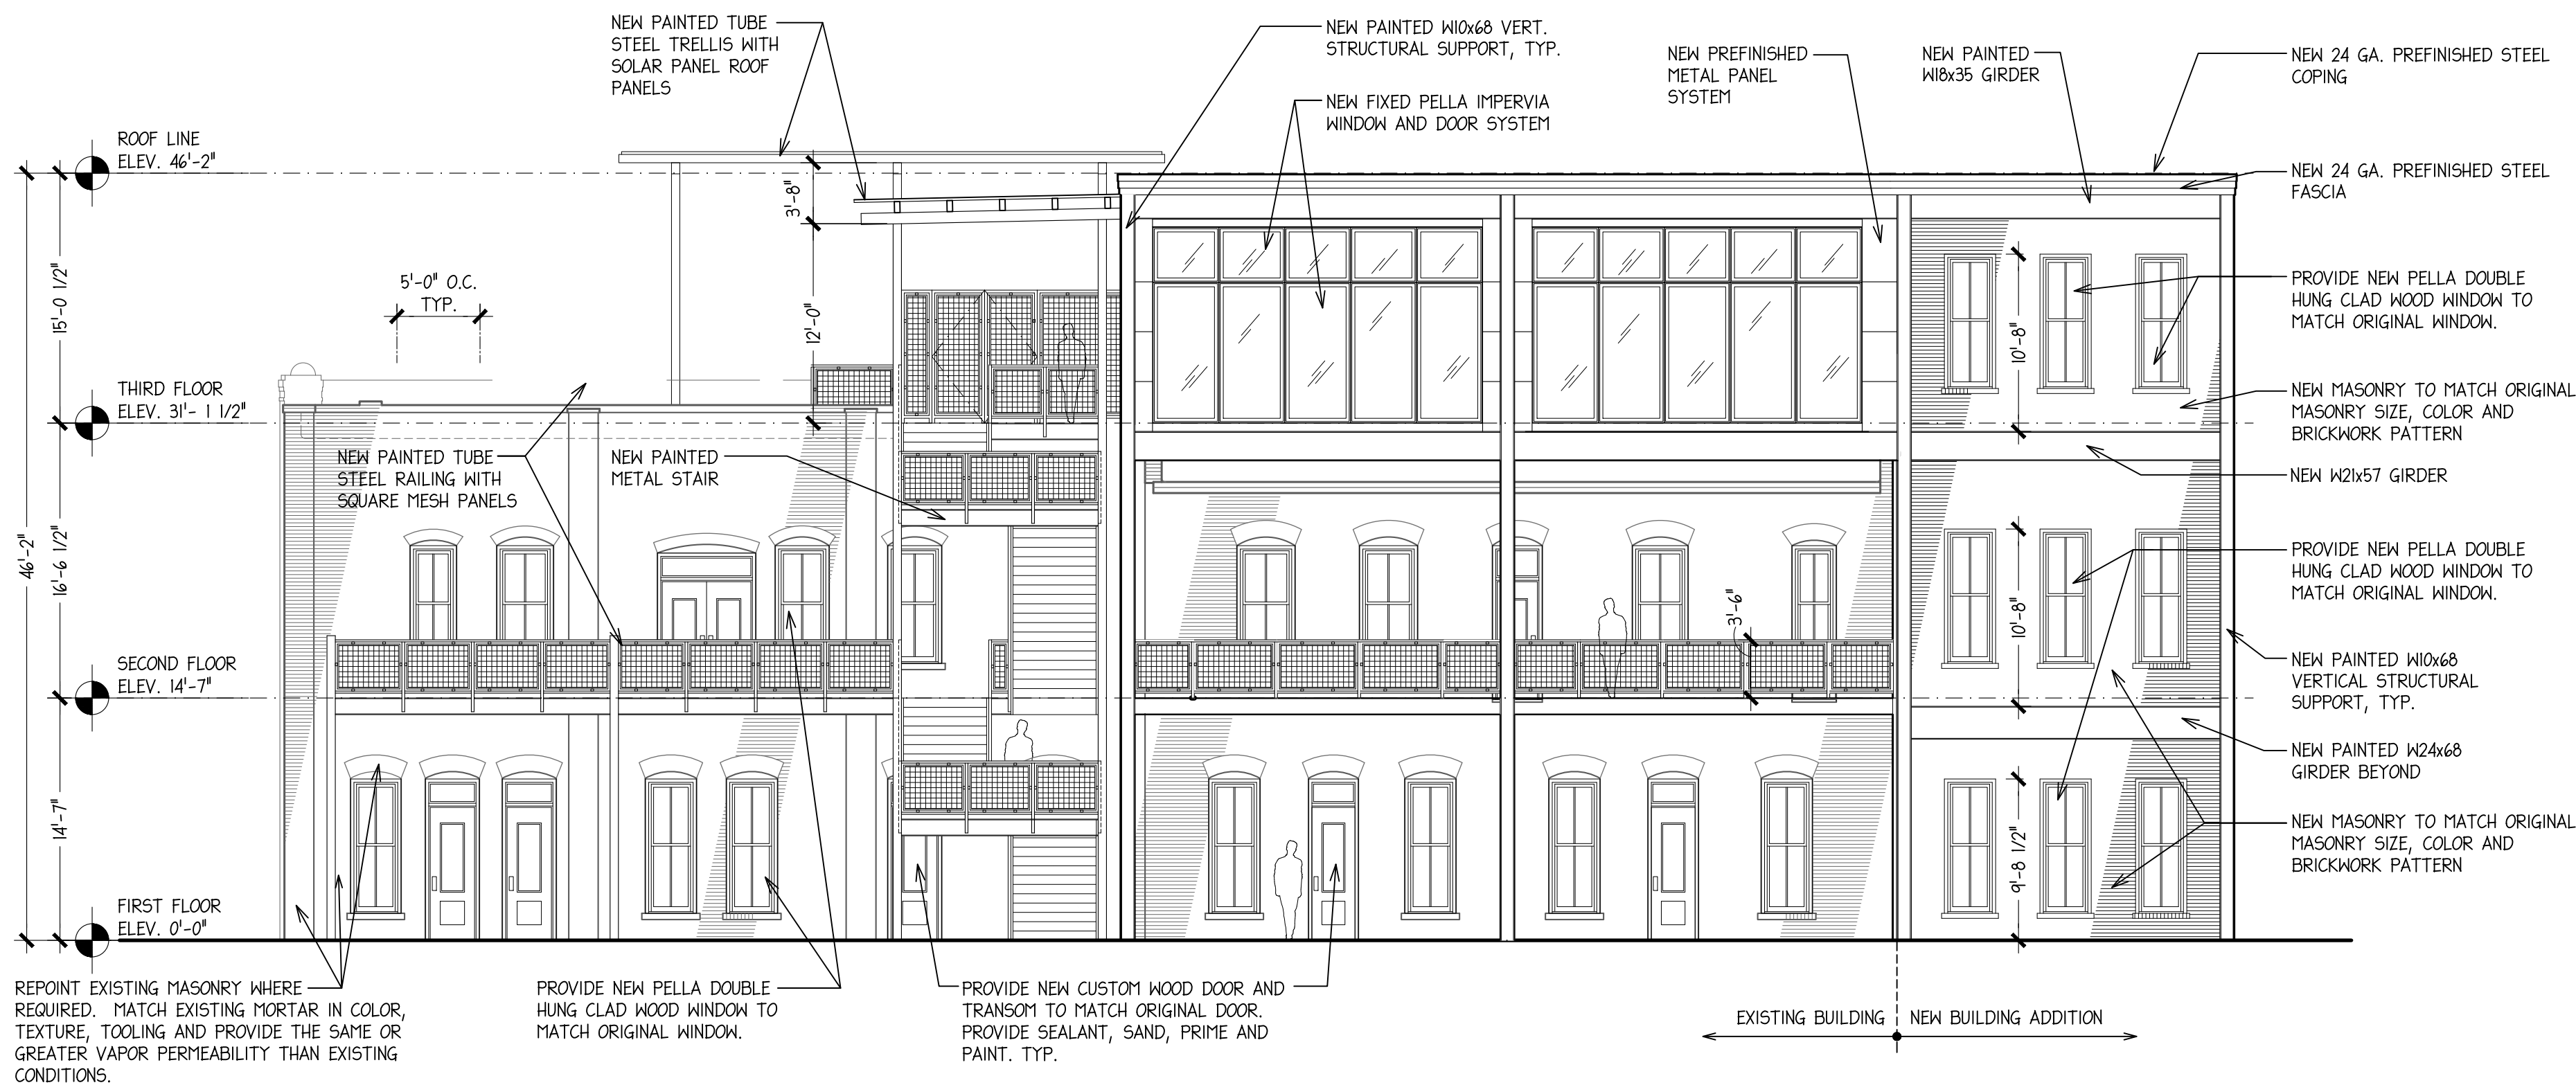 NEW PAINTED TUBE
STEEL TRELLIS WITH
SOLAR PANEL ROOF
PANELS
NEW PAINTED W10x68 VERT.
STRUCTURAL SUPPORT, TYP.
NEW FIXED PELLA IMPERVIA
WINDOW AND DOOR SYSTEM
NEW PREFINISHED
METAL PANEL
SYSTEM
NEW PAINTED
W18x35 GIRDER
NEW 24 GA. PREFINISHED STEEL
COPING
NEW 24 GA. PREFINISHED STEEL
FASCIA
PROVIDE NEW PELLA DOUBLE
HUNG CLAD WOOD WINDOW TO
MATCH ORIGINAL WINDOW.
NEW MASONRY TO MATCH ORIGINAL
MASONRY SIZE, COLOR AND
BRICKWORK PATTERN
NEW W21x57 GIRDER
PROVIDE NEW PELLA DOUBLE
HUNG CLAD WOOD WINDOW TO
MATCH ORIGINAL WINDOW.
NEW PAINTED W10x68
VERTICAL STRUCTURAL
SUPPORT, TYP.
NEW PAINTED W24x68
GIRDER BEYOND
NEW MASONRY TO MATCH ORIGINAL
MASONRY SIZE, COLOR AND
BRICKWORK PATTERN
ROOF LINE
ELEV. 46'-2"
THIRD FLOOR
ELEV. 31'- 1 1/2"
SECOND FLOOR
ELEV. 14'-7"
FIRST FLOOR
ELEV. 0'-0"
46'-2"
15'-0 1/2"
16'-6 1/2"
14'-7"
5'-0" O.C.
TYP.
3'-8"
12'-0"
3'-6"
10'-8"
10'-8"
9'-8 1/2"
NEW PAINTED TUBE
STEEL RAILING WITH
SQUARE MESH PANELS
NEW PAINTED
METAL STAIR
REPOINT EXISTING MASONRY WHERE
REQUIRED. MATCH EXISTING MORTAR IN COLOR,
TEXTURE, TOOLING AND PROVIDE THE SAME OR
GREATER VAPOR PERMEABILITY THAN EXISTING
CONDITIONS.
PROVIDE NEW PELLA DOUBLE
HUNG CLAD WOOD WINDOW TO
MATCH ORIGINAL WINDOW.
PROVIDE NEW CUSTOM WOOD DOOR AND
TRANSOM TO MATCH ORIGINAL DOOR.
PROVIDE SEALANT, SAND, PRIME AND
PAINT. TYP.
EXISTING BUILDING
NEW BUILDING ADDITION